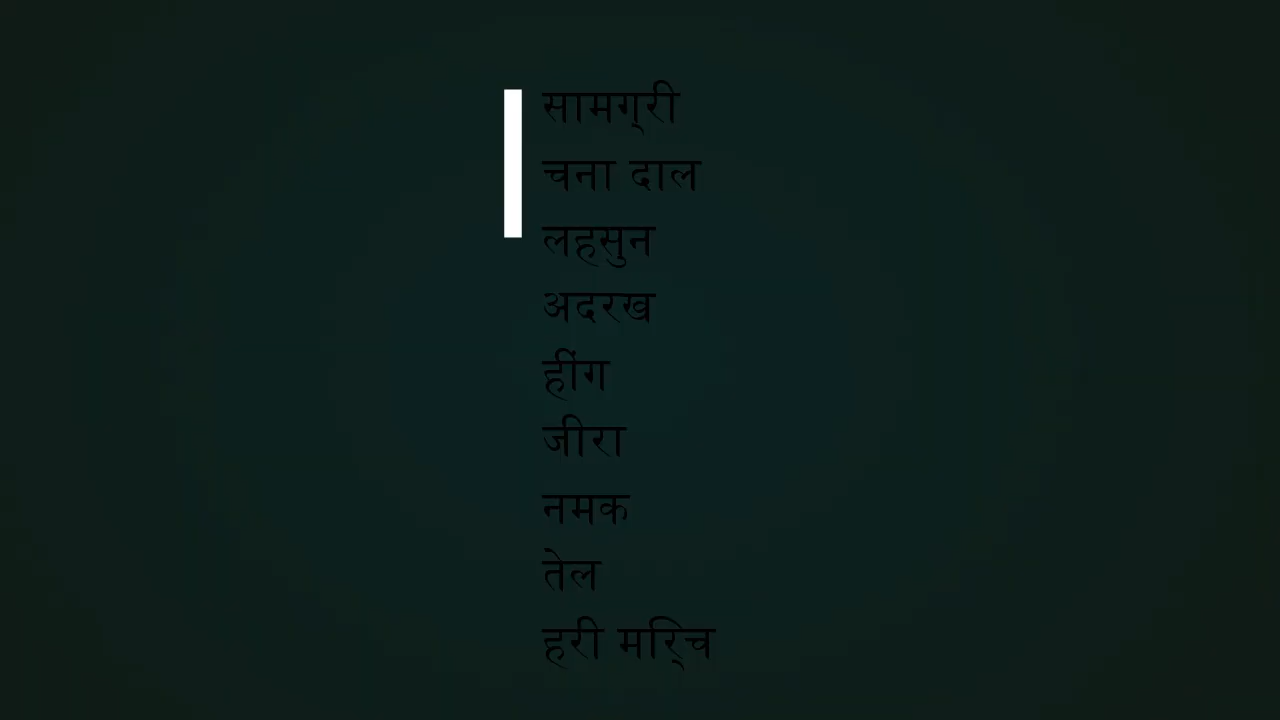 सामग्री
चना दाल
लहसुन
अदरख
हींग
जीरा
नमक
तेल
हरी मर्िच